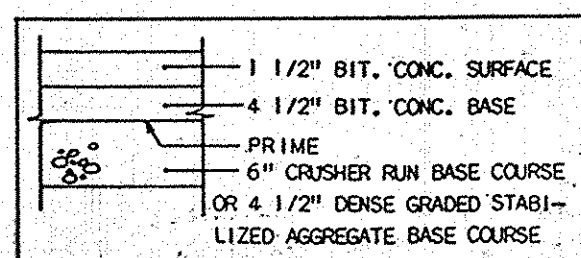 1 1/2" BIT. CONC. SURFACE
4 1/2" BIT. CONC. BASE
PRIME
6" CRUSHER RUN BASE COURSE
OR 4 1/2" DENSE GRADED STABI-
LIZED AGGREGATE BASE COURSE